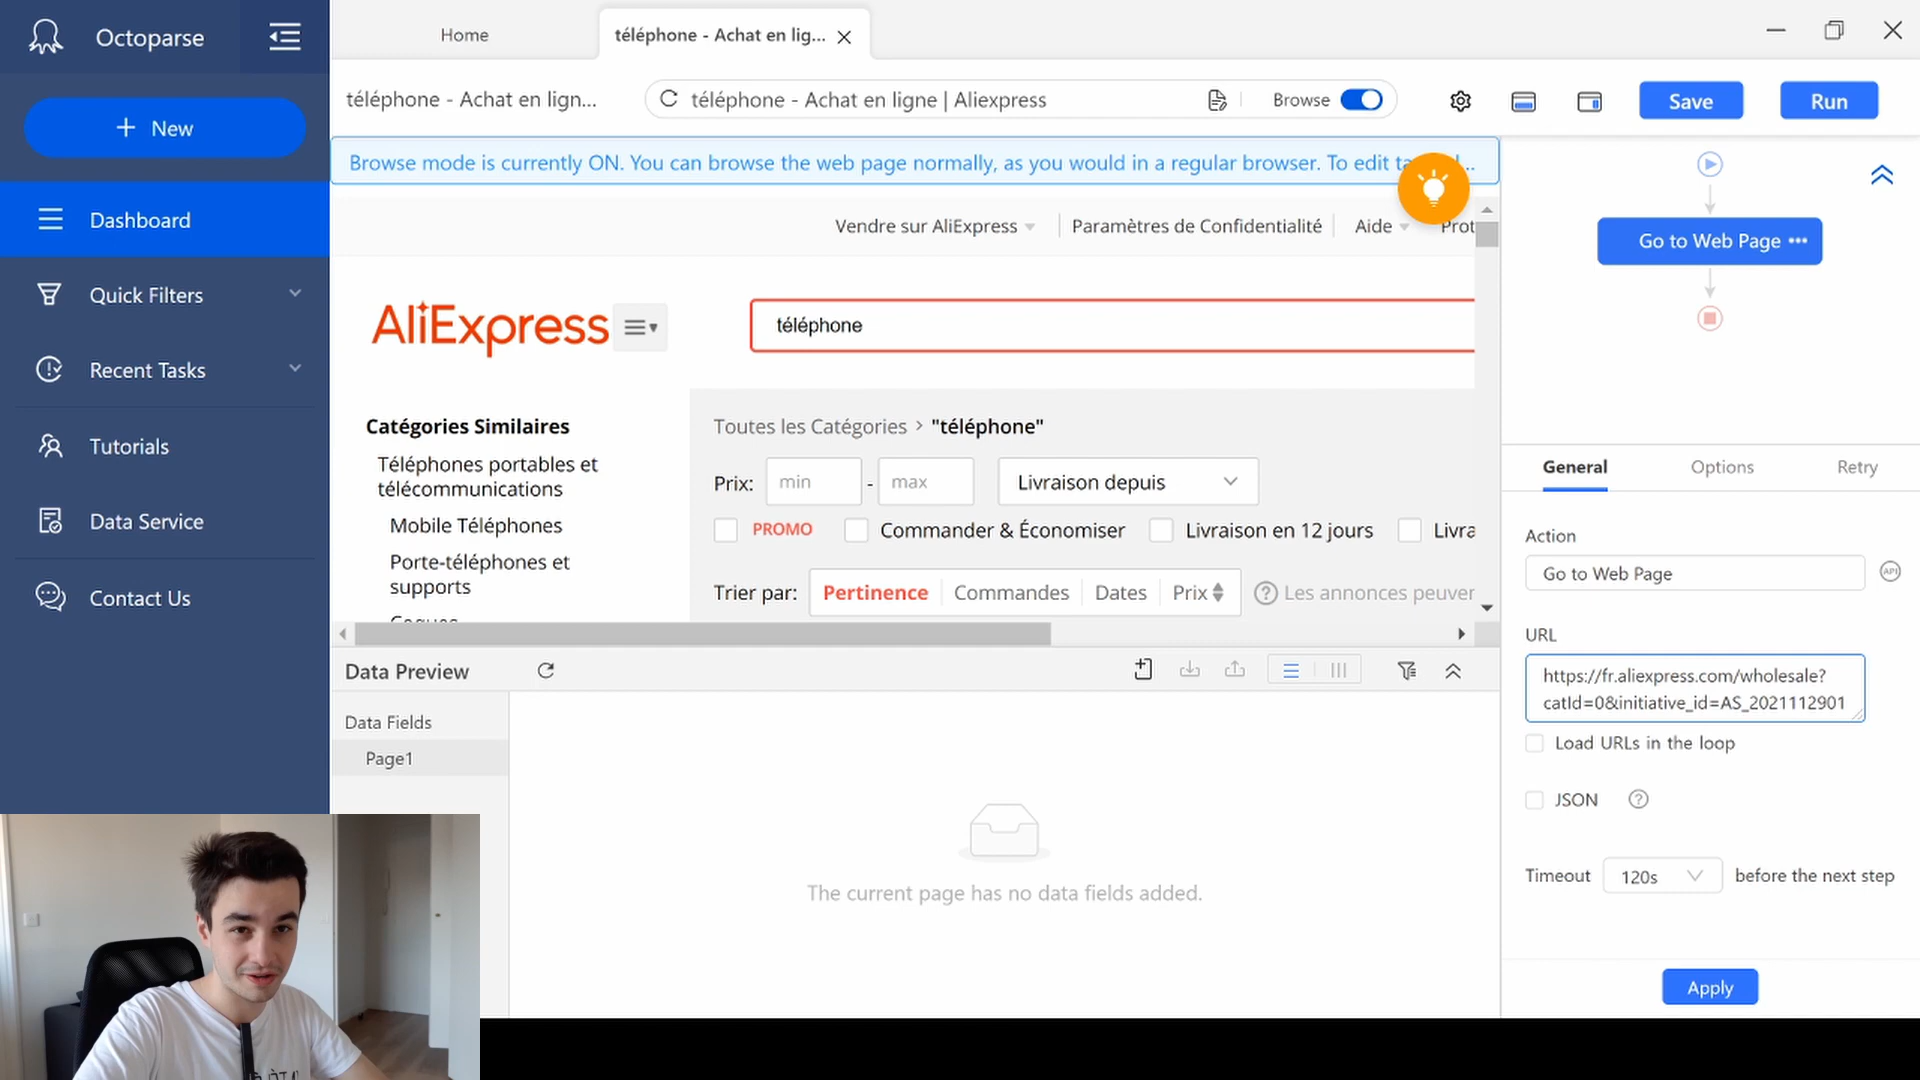 Octoparse
New
Dashboard
Quick Filters
Recent Tasks
Tutorials
Data Service
Contact Us
Home
téléphone - Achat en lig...
téléphone - Achat en lign...
téléphone - Achat en ligne | Aliexpress
Browse
Save
Run
Browse mode is currently ON. You can browse the web page normally, as you would in a regular browser. To edit ta
Vendre sur AliExpress
Paramètres de Confidentialité
Aide
Prot
AliExpress
téléphone
Catégories Similaires
Téléphones portables et
télécommunications
Mobile Téléphones
Porte-téléphones et
supports
Coques
Toutes les Catégories > "téléphone"
Prix: min - max
Livraison depuis
PROMO
Commander & Économiser
Livraison en 12 jours
Livra
Trier par: Pertinence Commandes Dates Prix
Les annonces peuver
Data Preview
Data Fields
Page1
The current page has no data fields added.
Go to Web Page
General
Options
Retry
Action
Go to Web Page
API
URL
https://fr.aliexpress.com/wholesale?
catId=0&initiative_id=AS_2021112901
Load URLs in the loop
JSON
Timeout 120s before the next step
Apply